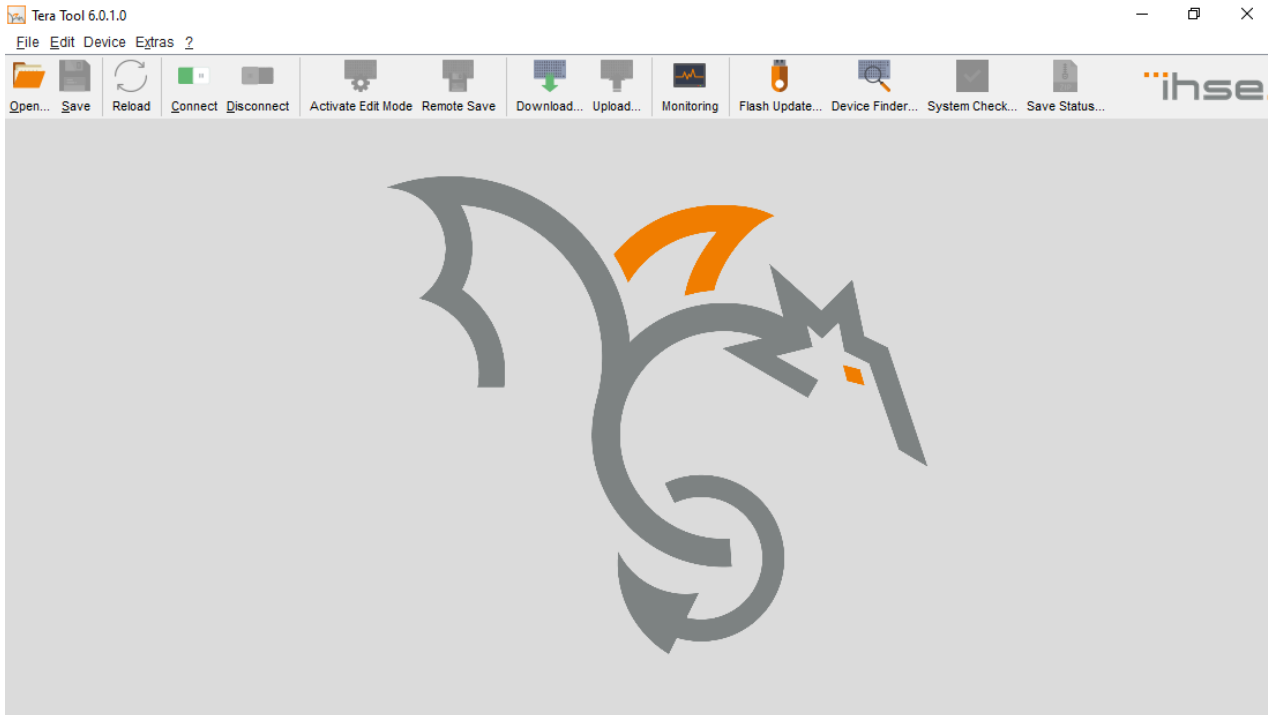 Tera Tool 6.0.1.0
File Edit Device Extras ?
Open... Save Reload Connect Disconnect Activate Edit Mode Remote Save Download... Upload... Monitoring Flash Update... Device Finder... System Check... Save Status...
ihse.